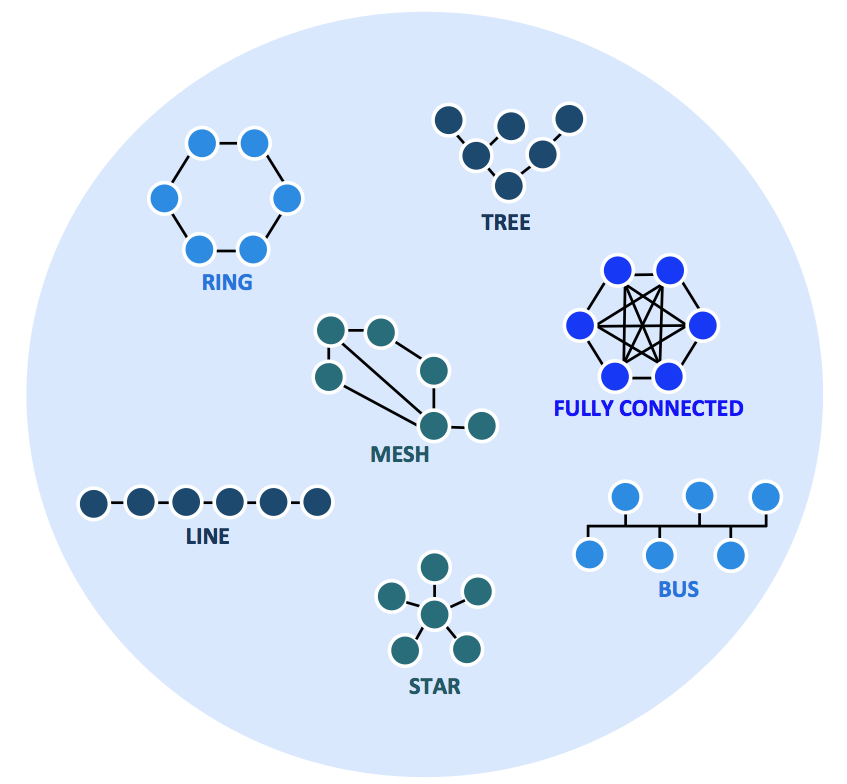 TREE
RING
FULLY CONNECTED
MESH
LINE
BUS
STAR